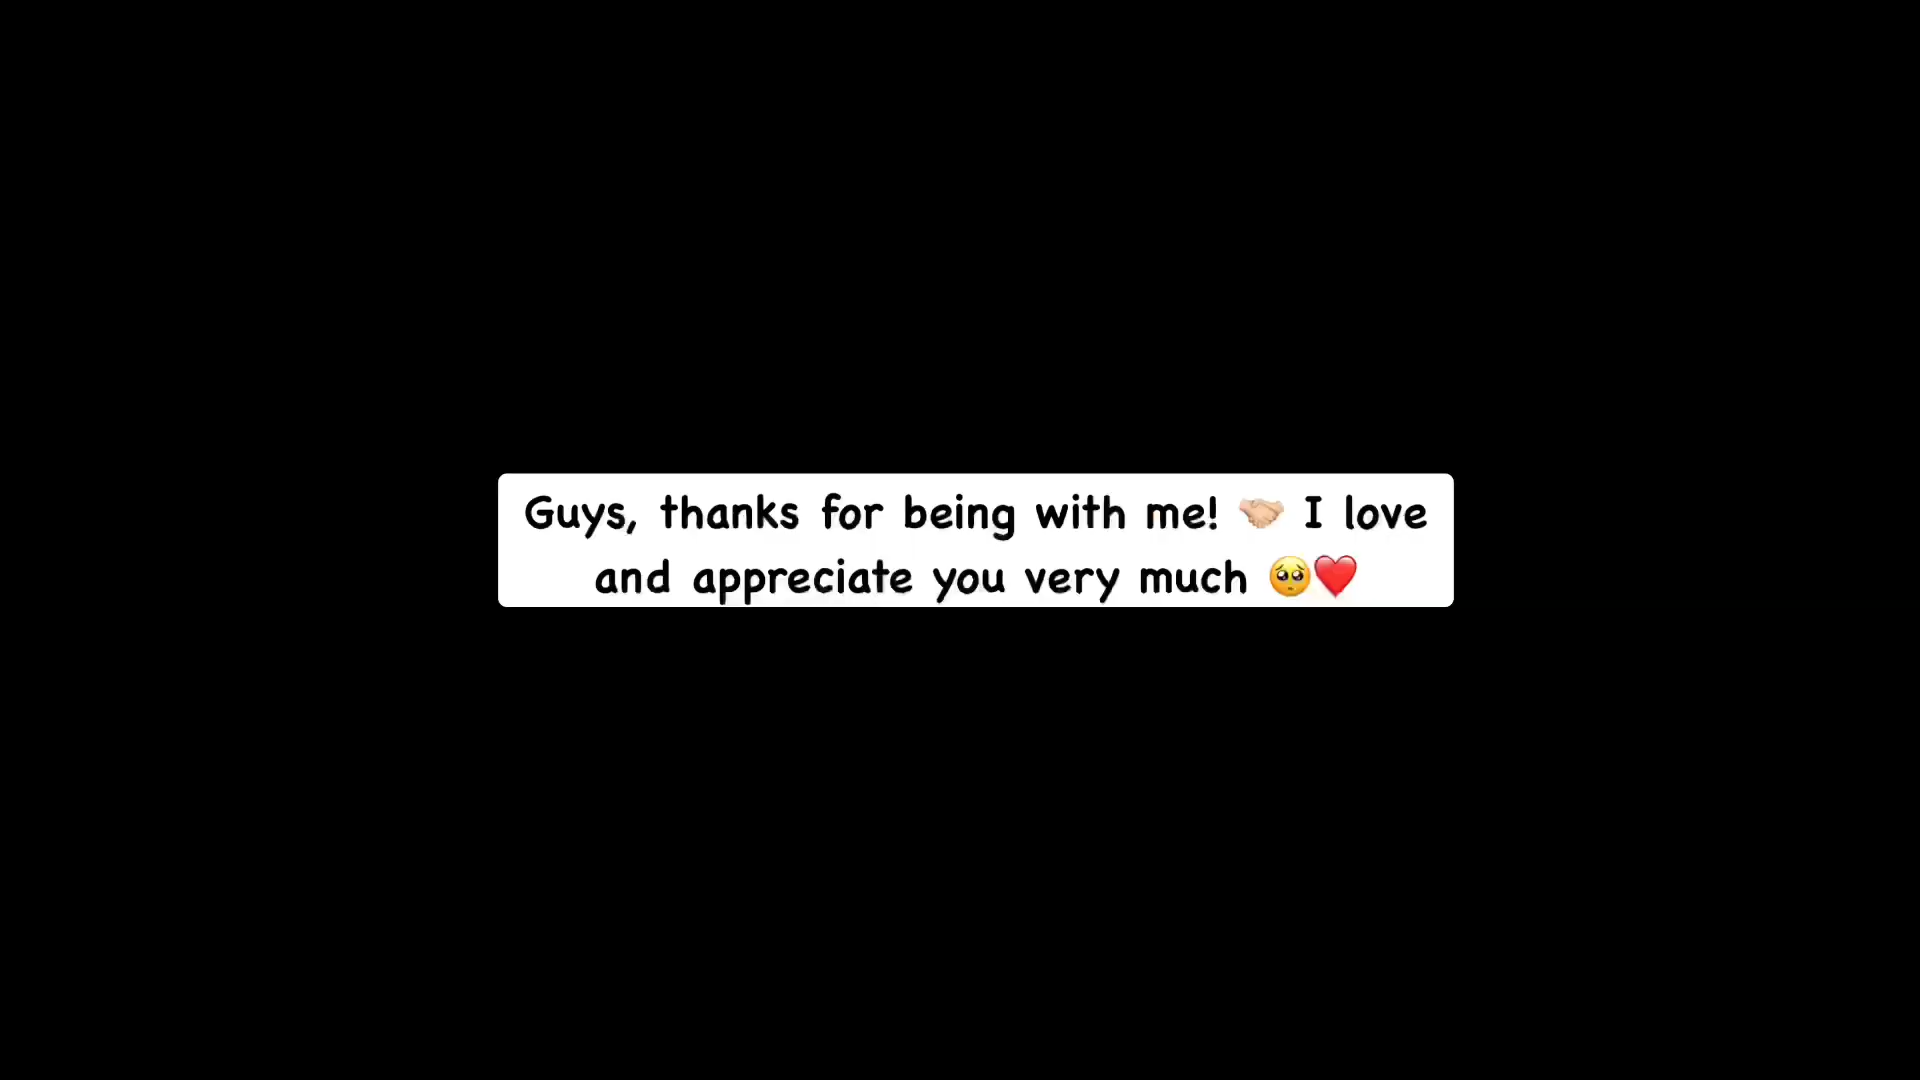 Guys, thanks for being with me! 🤝🏻 I love
and appreciate you very much 🥺❤️